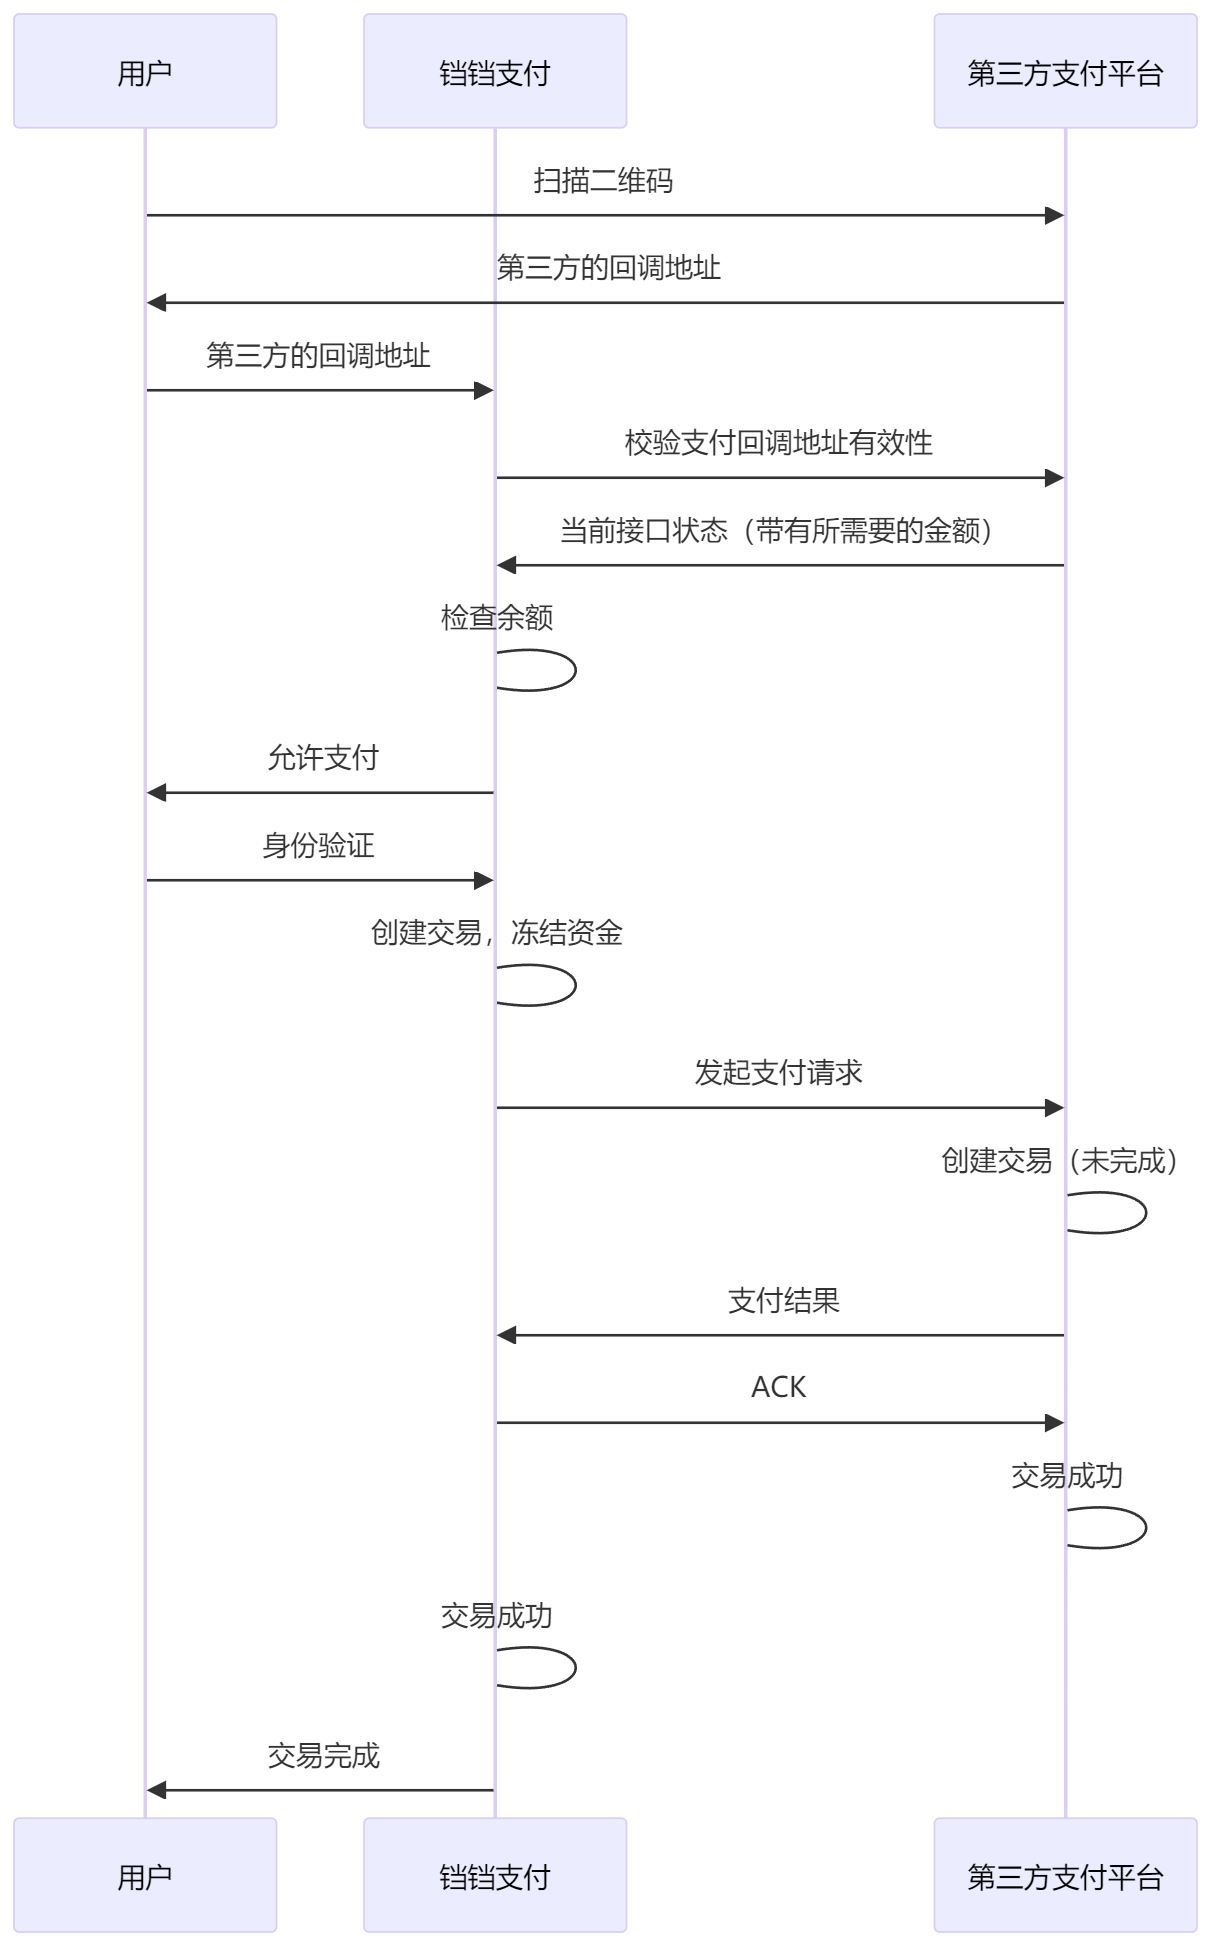 用户
铛铛支付
第三方支付平台
扫描二维码
第三方的回调地址
第三方的回调地址
校验支付回调地址有效性
当前接口状态（带有所需要的金额）
检查余额
允许支付
身份验证
创建交易，冻结资金
发起支付请求
创建交易（未完成）
支付结果
ACK
交易成功
交易成功
交易完成
用户
铛铛支付
第三方支付平台